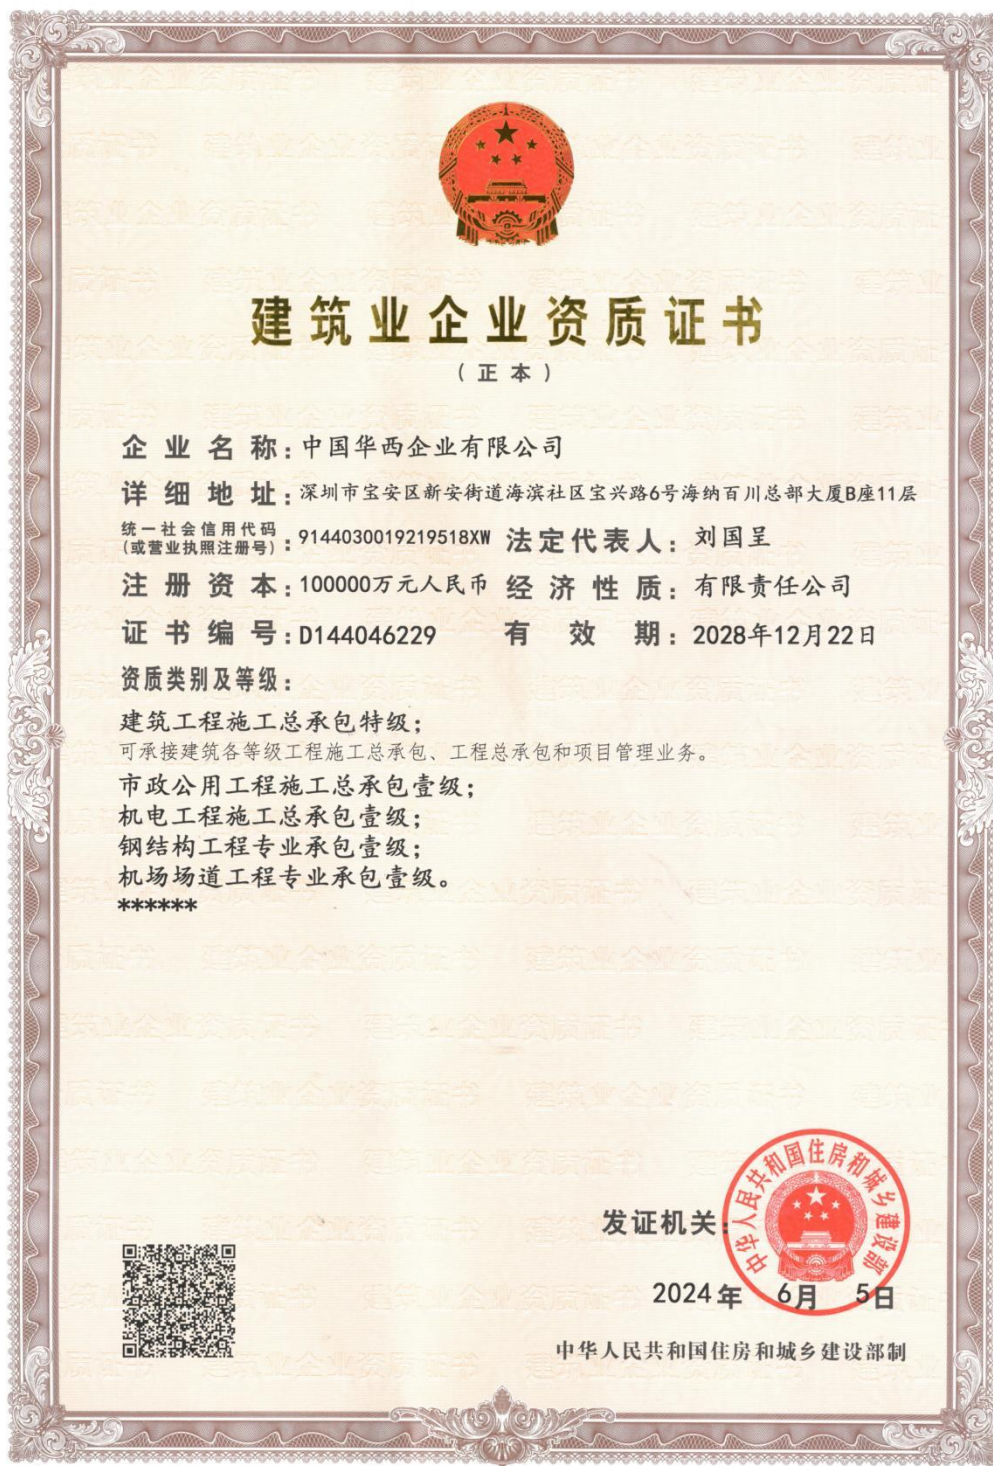 建筑业企业资质证书
(正本)
企业名称:中国华西企业有限公司
详细地址:深圳市宝安区新安街道海滨社区宝兴路6号海纳百川总部大厦B座11层
统一社会信用代码
(或营业执照注册号):9144030019219518XW 法定代表人:刘国呈
注册资本:100000万元人民币 经济性质:有限责任公司
证书编号:D144046229 有效期:2028年12月22日
资质类别及等级:
建筑工程施工总承包特级;
可承接建筑各等级工程施工总承包、工程总承包和项目管理业务。
市政公用工程施工总承包壹级;
机电工程施工总承包壹级;
钢结构工程专业承包壹级;
机场场道工程专业承包壹级。
******
发证机关:
中华人民共和国住房和城乡建设部
2024年 6月 5日
中华人民共和国住房和城乡建设部制